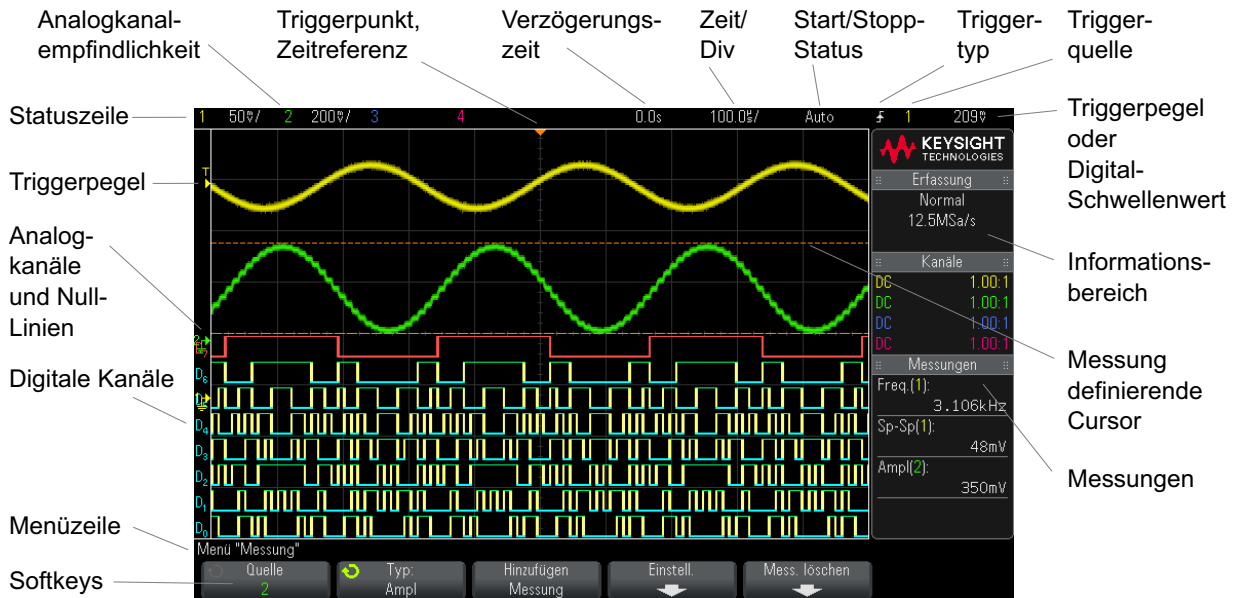 Analogkanal-
empfindlichkeit
Triggerpunkt,
Zeitreferenz
Verzögerungs-
zeit
Zeit/
Div
Start/Stopp-
Status
Trigger-
typ
Trigger-
quelle
Statuszeile
1 50mV/ 2 200mV/ 3 4 0.0s 100.0us/ Auto 1 209mV
Triggerpegel
oder
Digital-
Schwellenwert
KEYSIGHT
TECHNOLOGIES
Triggerpegel
T
Erfassung
Normal
12.5MSa/s
Analog-
kanäle
und Null-
Linien
Informations-
bereich
Kanäle
DC 1.00:1
DC 1.00:1
DC 1.00:1
DC 1.00:1
Messung
definierende
Cursor
Messungen
Freq.(1):
3.106kHz
Sp-Sp(1):
48mV
Ampl(2):
350mV
Messungen
Digitale Kanäle
2
D6
D4
D3
D2
D1
D0
Menüzeile
Menü "Messung"
Softkeys
Quelle
2
Typ:
Ampl
Hinzufügen
Messung
Einstell.
Mess. löschen